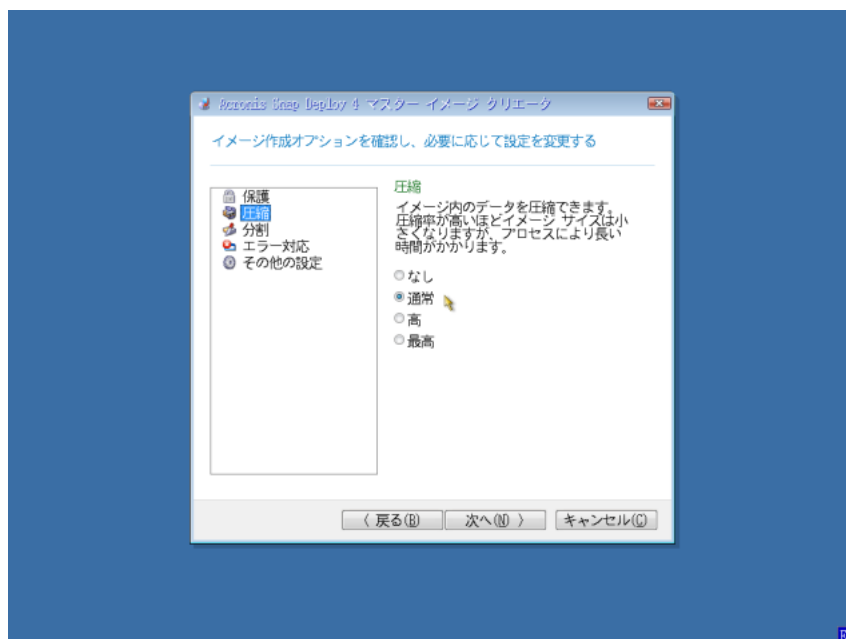 Acronis Snap Deploy 4 マスター イメージ クリエータ
イメージ作成オプションを確認し、必要に応じて設定を変更する
保護
圧縮
分割
エラー対応
その他の設定
圧縮
イメージ内のデータを圧縮できます。
圧縮率が高いほどイメージ サイズは小
さくなりますが、プロセスにより長い
時間がかかります。
なし
通常
高
最高
〈 戻る(B)
次へ(N) 〉
キャンセル(C)